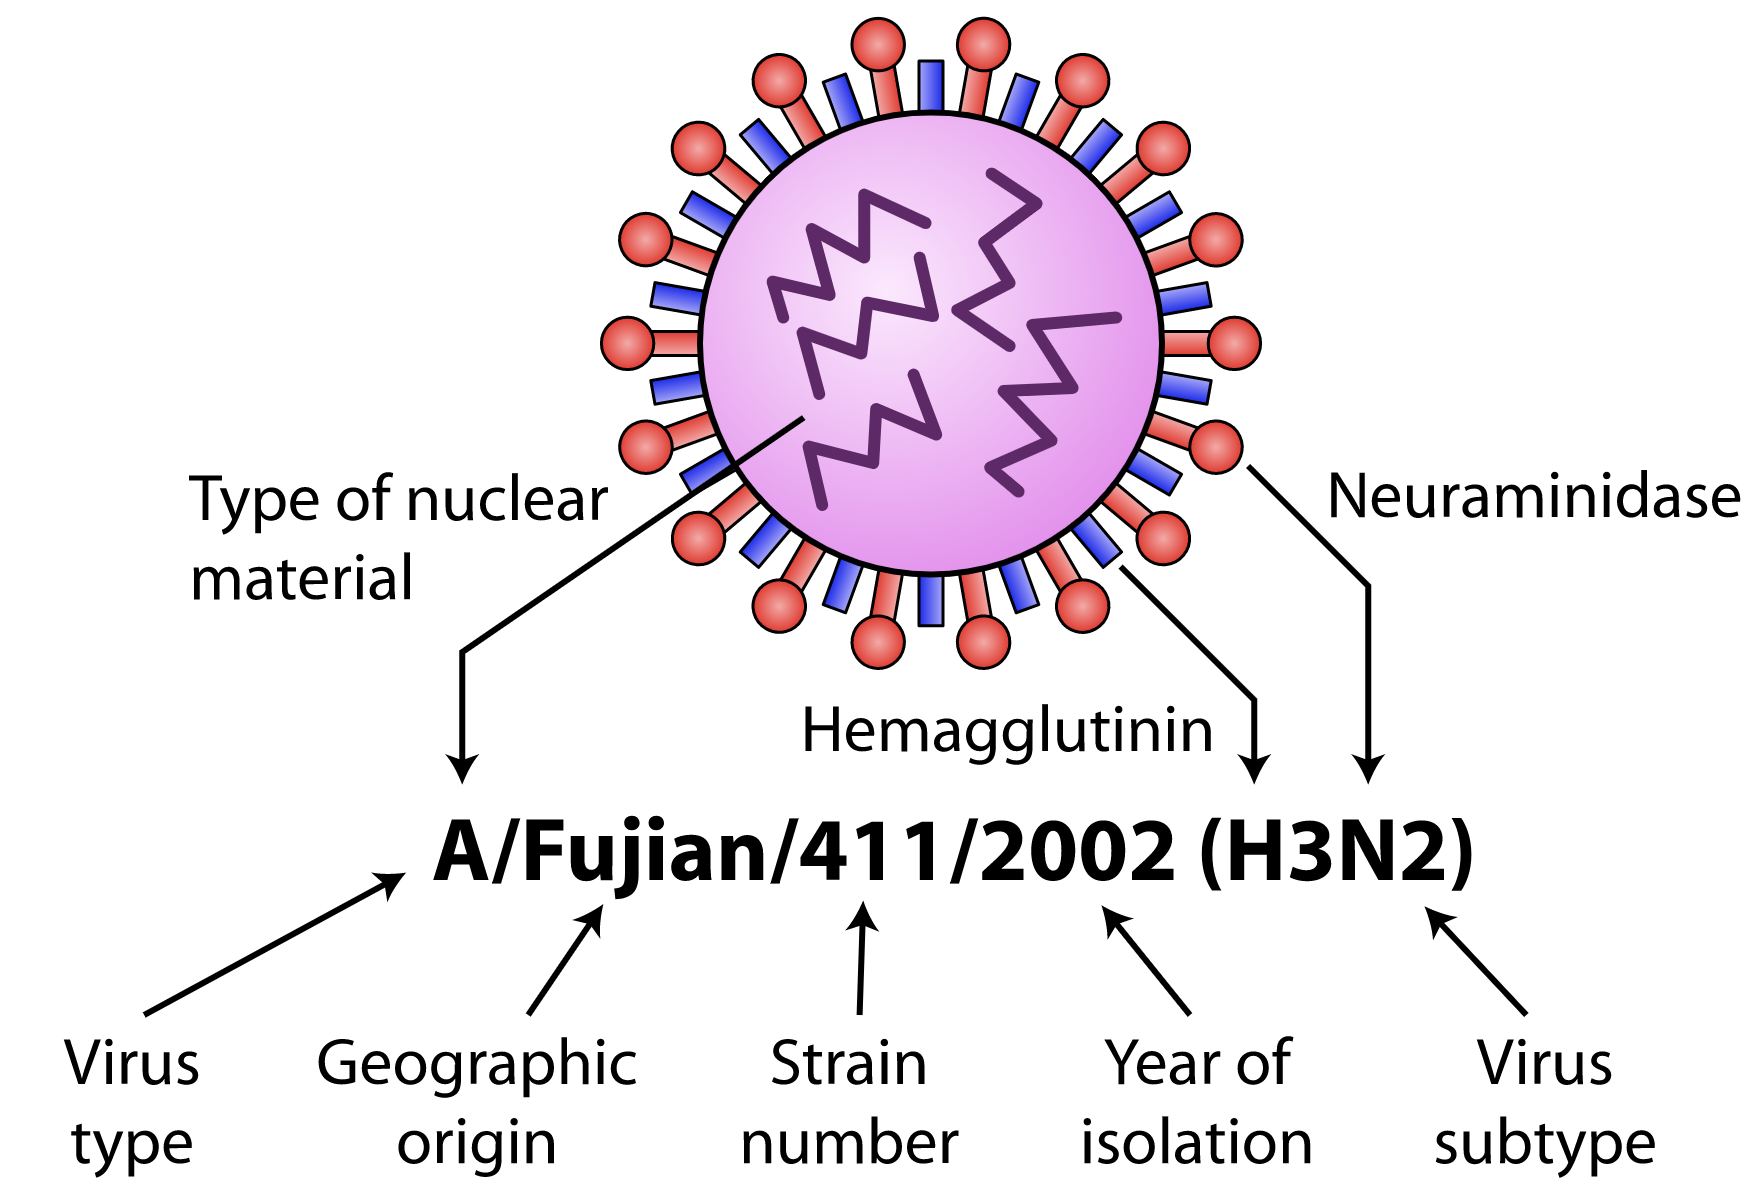 Type of nuclear
material
Neuraminidase
Hemagglutinin
A/Fujian/411/2002 (H3N2)
Virus
type
Geographic
origin
Strain
number
Year of
isolation
Virus
subtype